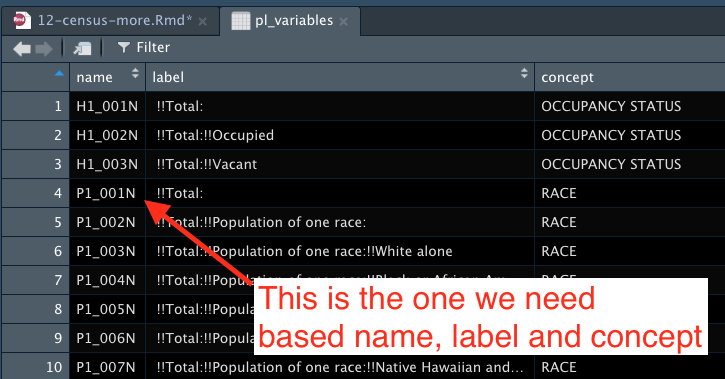 12-census-more.Rmd* × pl_variables ×
Filter
name label concept
1 H1_001N !!Total: OCCUPANCY STATUS
2 H1_002N !!Total:!!Occupied OCCUPANCY STATUS
3 H1_003N !!Total:!!Vacant OCCUPANCY STATUS
4 P1_001N !!Total: RACE
5 P1_002N !!Total:!!Population of one race: RACE
6 P1_003N !!Total:!!Population of one race:!!White alone RACE
7 P1_004N !!Total:!!Population of one race:!!Black or African Am... RACE
8 P1_005N !!Total:!!Popula
9 P1_006N !!Total:!!Popula
10 P1_007N !!Total:!!Population of one race:!!Native Hawaiian and... RACE
This is the one we need
based name, label and concept